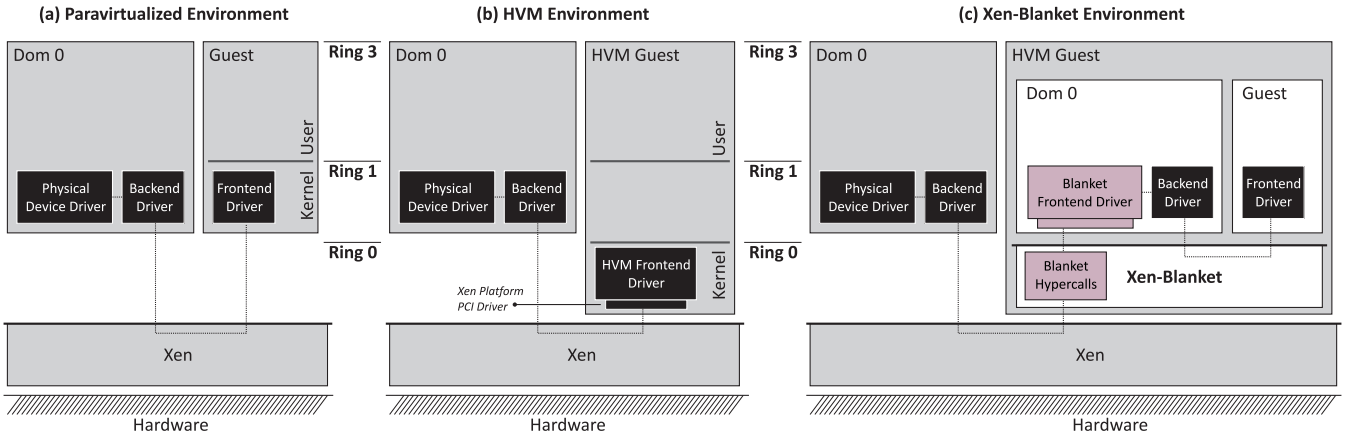 (a) Paravirtualized Environment
Dom 0
Guest
User
Kernel
Physical
Device Driver
Backend
Driver
Frontend
Driver
Xen
Hardware
Ring 3
Ring 1
Ring 0
(b) HVM Environment
Dom 0
HVM Guest
User
Kernel
Physical
Device Driver
Backend
Driver
HVM Frontend
Driver
Xen Platform
PCI Driver
Xen
Hardware
Ring 3
Ring 1
Ring 0
(c) Xen-Blanket Environment
Dom 0
HVM Guest
Dom 0
Guest
Physical
Device Driver
Backend
Driver
Blanket
Frontend Driver
Backend
Driver
Frontend
Driver
Blanket
Hypercalls
Xen-Blanket
Xen
Hardware